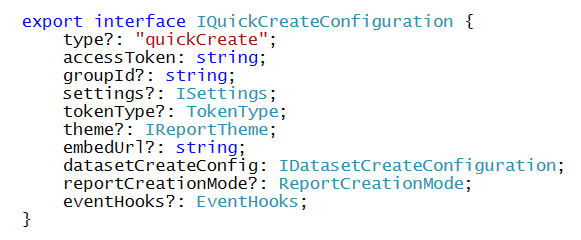 export interface IQuickCreateConfiguration {
    type?: "quickCreate";
    accessToken: string;
    groupId?: string;
    settings?: ISettings;
    tokenType?: TokenType;
    theme?: IReportTheme;
    embedUrl?: string;
    datasetCreateConfig: IDatasetCreateConfiguration;
    reportCreationMode?: ReportCreationMode;
    eventHooks?: EventHooks;
}